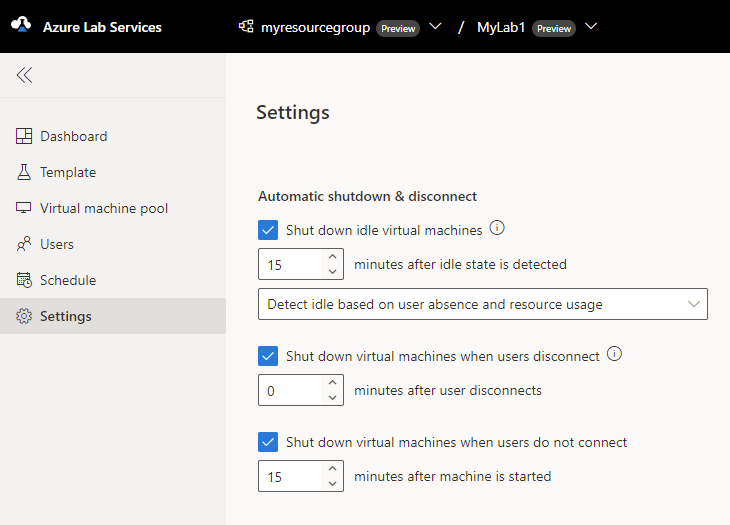 Azure Lab Services
myresourcegroup Preview / MyLab1 Preview
Settings
Dashboard
Template
Virtual machine pool
Users
Schedule
Settings
Automatic shutdown & disconnect
Shut down idle virtual machines
15 minutes after idle state is detected
Detect idle based on user absence and resource usage
Shut down virtual machines when users disconnect
0 minutes after user disconnects
Shut down virtual machines when users do not connect
15 minutes after machine is started